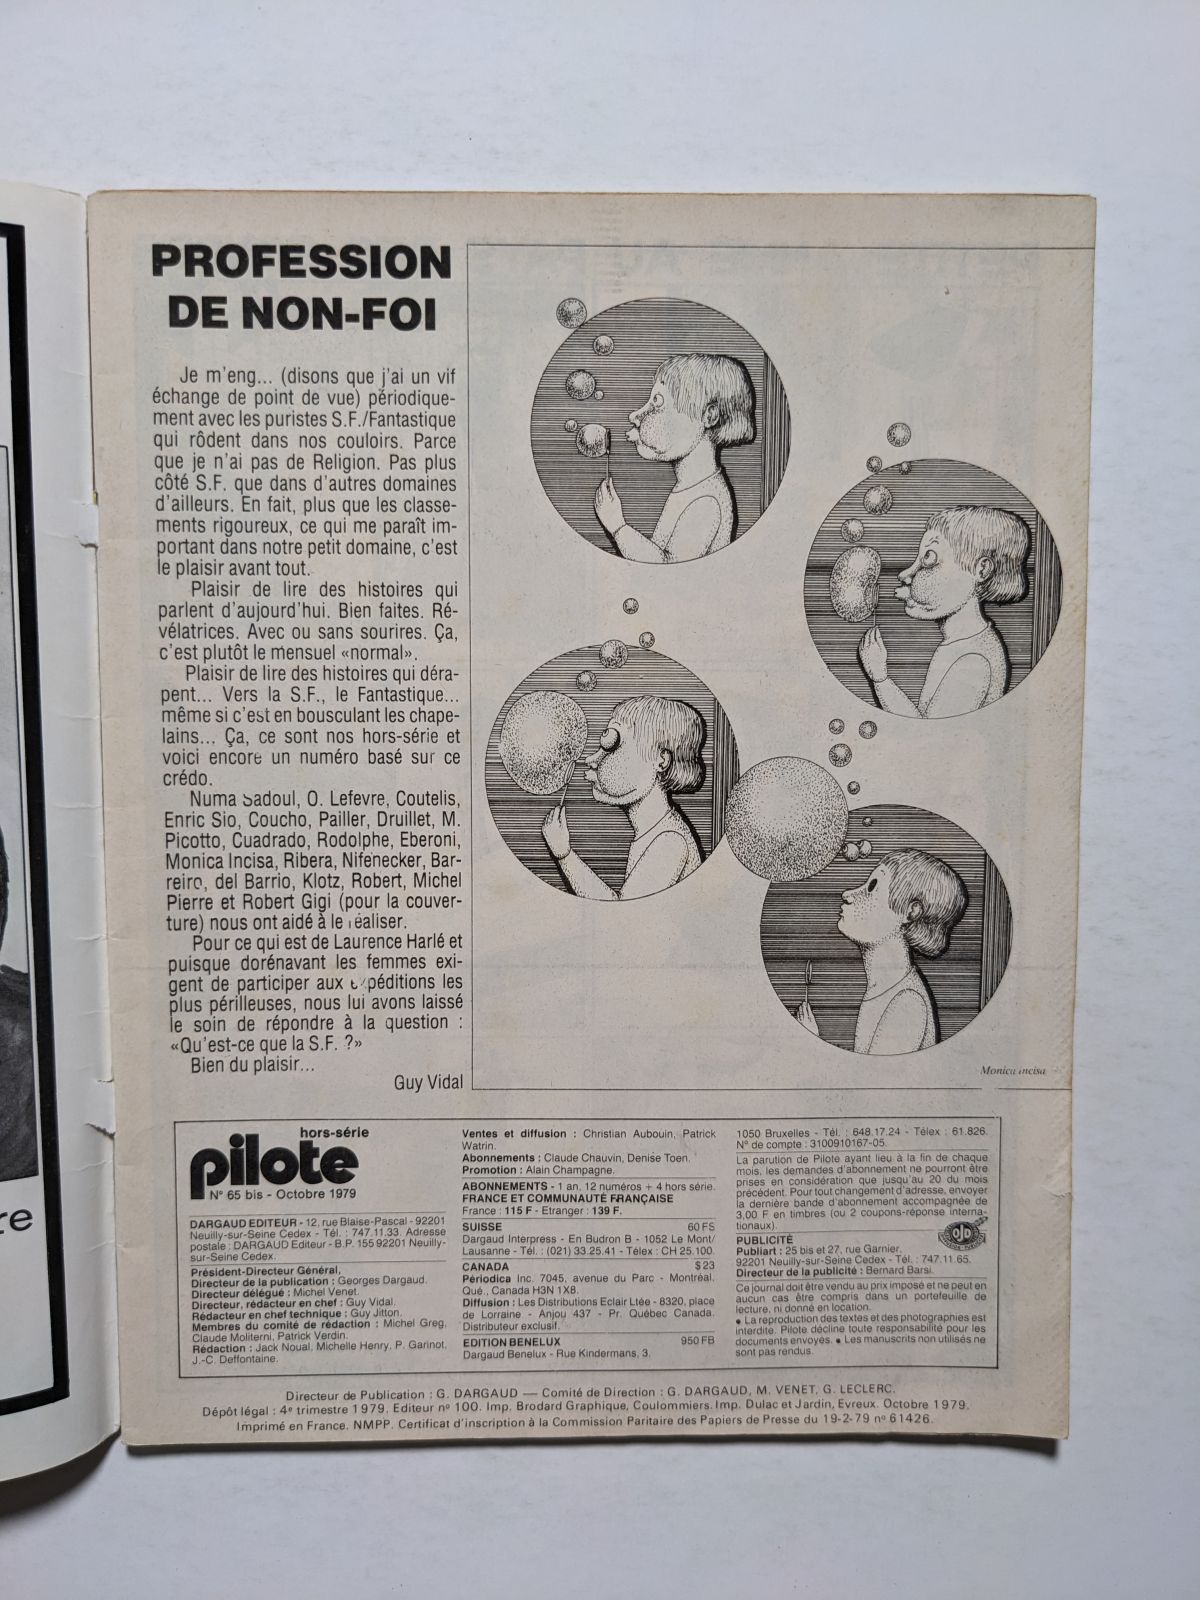 PROFESSION
DE NON-FOI
Je m'eng... (disons que j'ai un vif
échange de point de vue) périodique-
ment avec les puristes S.F./Fantastique
qui rôdent dans nos couloirs. Parce
que je n'ai pas de Religion. Pas plus
côté S.F. que dans d'autres domaines
d'ailleurs. En fait, plus que les classe-
ments rigoureux, ce qui me paraît im-
portant dans notre petit domaine, c'est
le plaisir avant tout.
Plaisir de lire des histoires qui
parlent d'aujourd'hui. Bien faites. Ré-
vélatrices. Avec ou sans sourires. Ça,
c'est plutôt le mensuel «normal».
Plaisir de lire des histoires qui déra-
pent... Vers la S.F., le Fantastique...
même si c'est en bousculant les chape-
lains... Ça, ce sont nos hors-série et
voici encore un numéro basé sur ce
crédo.
Numa Sadoul, O. Lefevre, Coutelis,
Enric Sio, Coucho, Pailler, Druillet, M.
Picotto, Cuadrado, Rodolphe, Eberoni,
Monica Incisa, Ribera, Nifenecker, Bar-
reiro, del Barrio, Klotz, Robert, Michel
Pierre et Robert Gigi (pour la couver-
ture) nous ont aidé à le réaliser.
Pour ce qui est de Laurence Harlé et
puisque dorénavant les femmes exi-
gent de participer aux expéditions les
plus périlleuses, nous lui avons laissé
le soin de répondre à la question :
«Qu'est-ce que la S.F. ?»
Bien du plaisir...
Guy Vidal
Monica incisa
re
hors-série
pilote
N° 65 bis - Octobre 1979
DARGAUD EDITEUR - 12, rue Blaise-Pascal - 92201
Neuilly-sur-Seine Cedex - Tél. : 747.11.33. Adresse
postale : DARGAUD Editeur - B.P. 155 92201 Neuilly-
sur-Seine Cedex.
Président-Directeur Général,
Directeur de la publication : Georges Dargaud.
Directeur délégué : Michel Venet.
Directeur, rédacteur en chef : Guy Vidal.
Rédacteur en chef technique : Guy Jitton.
Membres du comité de rédaction : Michel Greg,
Claude Moliterni, Patrick Verdin.
Rédaction : Jack Noual, Michelle Henry, P. Garinot,
J.-C. Deffontaine.
Ventes et diffusion : Christian Aubouin, Patrick
Watrin.
Abonnements : Claude Chauvin, Denise Toen.
Promotion : Alain Champagne.
ABONNEMENTS - 1 an, 12 numéros + 4 hors série.
FRANCE ET COMMUNAUTÉ FRANÇAISE
France : 115 F - Etranger : 139 F.
SUISSE 60 FS
Dargaud Interpress - En Budron B - 1052 Le Mont/
Lausanne - Tél. : (021) 33.25.41 - Télex : CH 25.100.
CANADA $ 23
Périodica Inc. 7045, avenue du Parc - Montréal,
Qué., Canada H3N 1X8.
Diffusion : Les Distributions Eclair Ltée - 8320, place
de Lorraine - Anjou 437 - Pr. Québec Canada.
Distributeur exclusif.
EDITION BENELUX 950 FB
Dargaud Benelux - Rue Kindermans, 3,
1050 Bruxelles - Tél. : 648.17.24 - Télex : 61.826.
N° de compte : 3100910167-05.
La parution de Pilote ayant lieu à la fin de chaque
mois, les demandes d'abonnement ne pourront être
prises en considération que jusqu'au 20 du mois
précédent. Pour tout changement d'adresse, envoyer
la dernière bande d'abonnement accompagnée de
3,00 F en timbres (ou 2 coupons-réponse interna-
tionaux).
PUBLICITÉ
Publiart : 25 bis et 27, rue Garnier,
92201 Neuilly-sur-Seine Cedex - Tél. : 747.11.65.
Directeur de la publicité : Bernard Barsi.
OJD
Ce journal doit être vendu au prix imposé et ne peut en
aucun cas être compris dans un portefeuille de
lecture, ni donné en location.
● La reproduction des textes et des photographies est
interdite. Pilote décline toute responsabilité pour les
documents envoyés. ● Les manuscrits non utilisés ne
sont pas rendus.
Directeur de Publication : G. DARGAUD — Comité de Direction : G. DARGAUD, M. VENET, G. LECLERC.
Dépôt légal : 4e trimestre 1979, Editeur no 100. Imp. Brodard Graphique, Coulommiers. Imp. Dulac et Jardin, Evreux. Octobre 1979.
Imprimé en France. NMPP. Certificat d'inscription à la Commission Paritaire des Papiers de Presse du 19-2-79 no 61426.